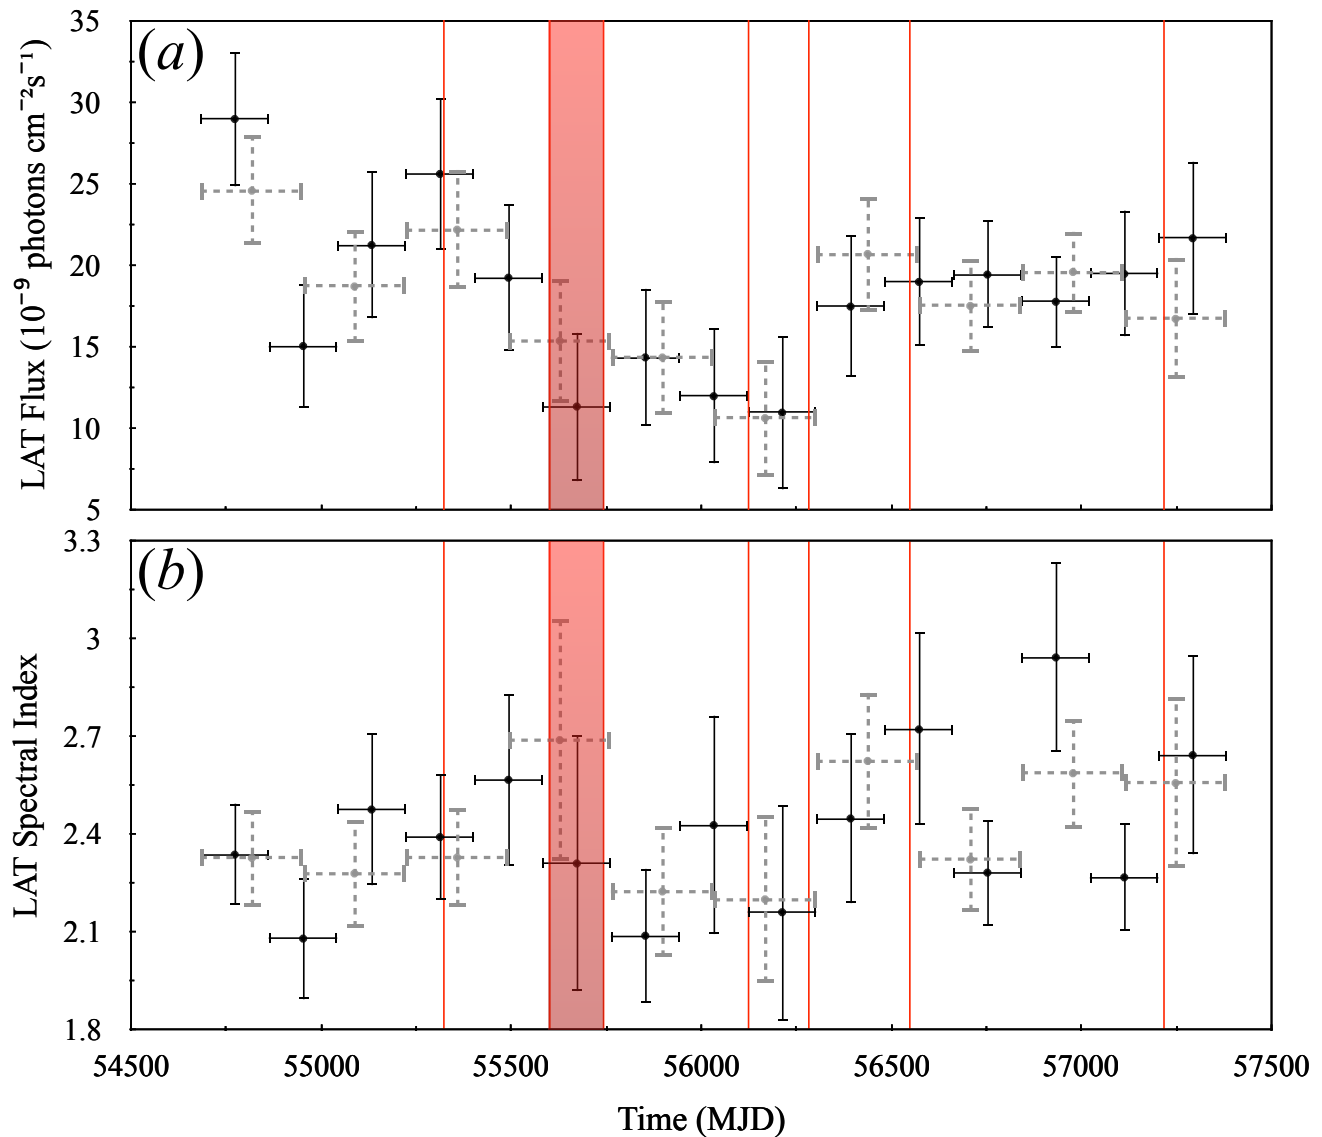 (a)
LAT Flux (10⁻⁹ photons cm⁻²s⁻¹)
35
30
25
20
15
10
5
(b)
LAT Spectral Index
3.3
3
2.7
2.4
2.1
1.8
54500 55000 55500 56000 56500 57000 57500
Time (MJD)